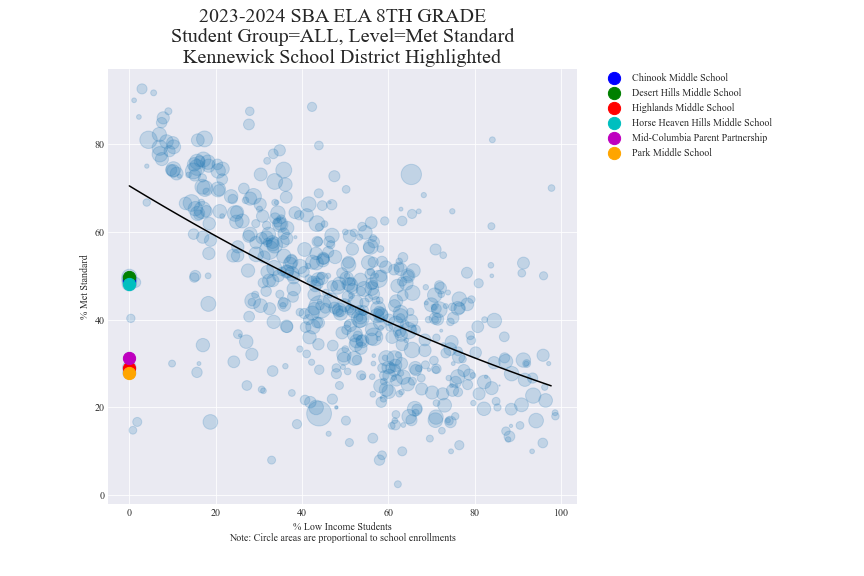 2023-2024 SBA ELA 8TH GRADE
Student Group=ALL, Level=Met Standard
Kennewick School District Highlighted
Chinook Middle School
Desert Hills Middle School
Highlands Middle School
Horse Heaven Hills Middle School
Mid-Columbia Parent Partnership
Park Middle School
% Met Standard
80
60
40
20
0
0 20 40 60 80 100
% Low Income Students
Note: Circle areas are proportional to school enrollments